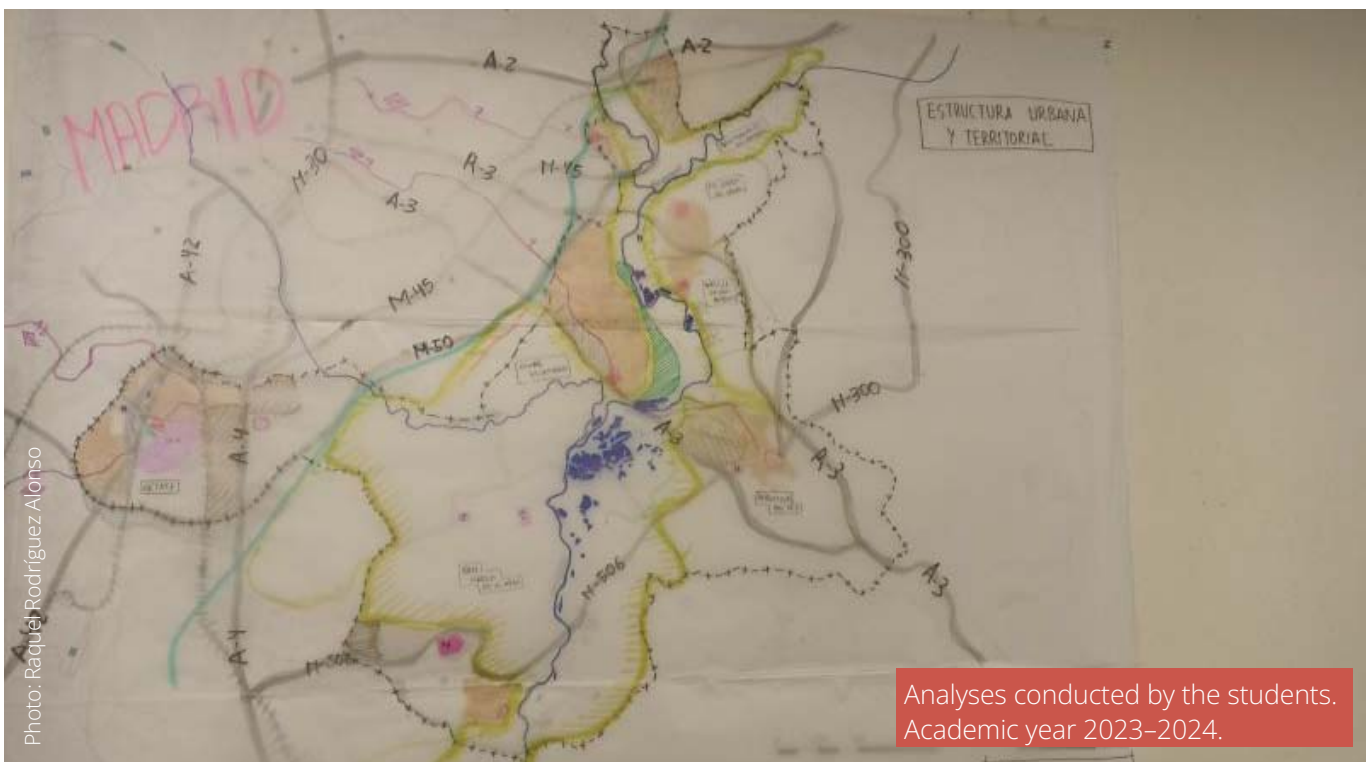 A-2
A-2
MADRID
ESTRUCTURA URBANA
Y TERRITORIAL
M-30
R-3
M-45
A-3
A-42
M-45
M-300
M-50
M-300
A-4
A-3
A-3
GETAFE
M-506
A-3
A-4
M-506
Photo: Raquel Rodríguez Alonso
Analyses conducted by the students.
Academic year 2023–2024.